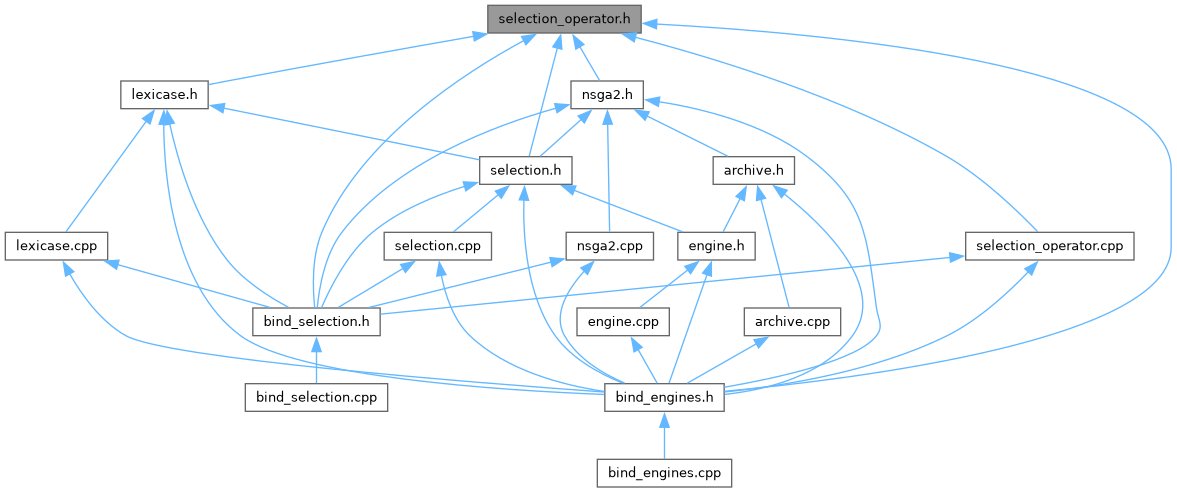 selection_operator.h
lexicase.h
nsga2.h
selection.h
archive.h
lexicase.cpp
selection.cpp
nsga2.cpp
engine.h
selection_operator.cpp
bind_selection.h
engine.cpp
archive.cpp
bind_selection.cpp
bind_engines.h
bind_engines.cpp